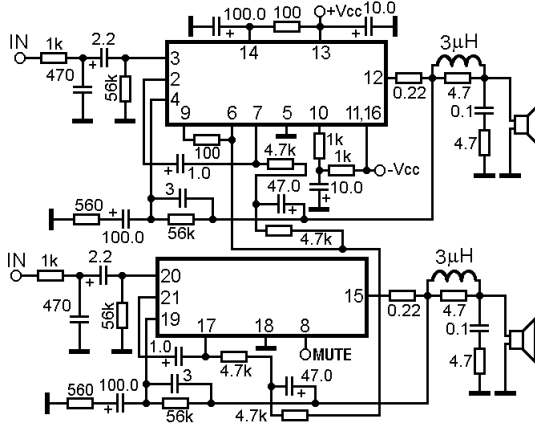 100.0 100 +Vcc 10.0
IN 1k 2.2 + + + 3μH
14 13
470 56k 3 2 4 12 0.22 4.7 0.1
9 6 7 5 10 11,16 4.7
100 4.7k 1k 1k
+ 1.0 -Vcc
3 47.0 + + 10.0
560 + 100.0 56k 4.7k
IN 1k 2.2 + 3μH
470 56k 20 21 19 15 0.22 4.7 0.1
17 18 8 4.7
1.0 + 4.7k MUTE
560 100.0 + 3 47.0 +
56k 4.7k